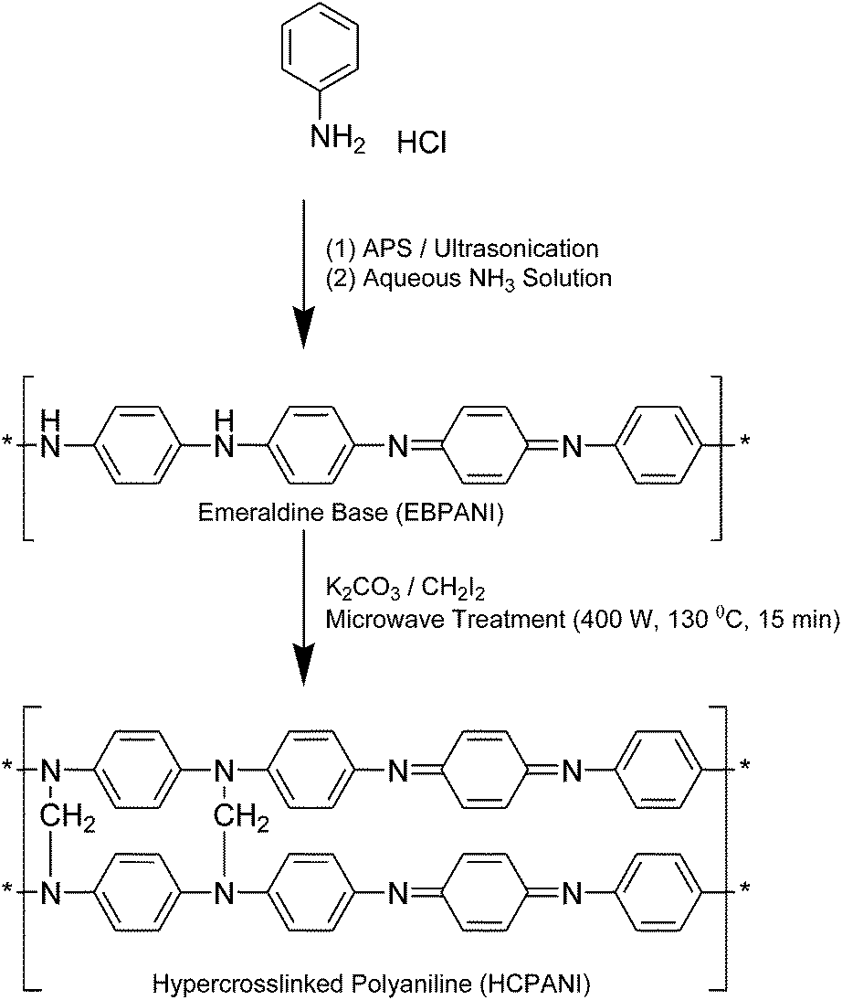 NH2 HCl
(1) APS / Ultrasonication
(2) Aqueous NH3 Solution
H H
* N N N N *
Emeraldine Base (EBPANI)
K2CO3 / CH2I2
Microwave Treatment (400 W, 130 0C, 15 min)
* N N N N *
CH2 CH2
* N N N N *
Hypercrosslinked Polyaniline (HCPANI)